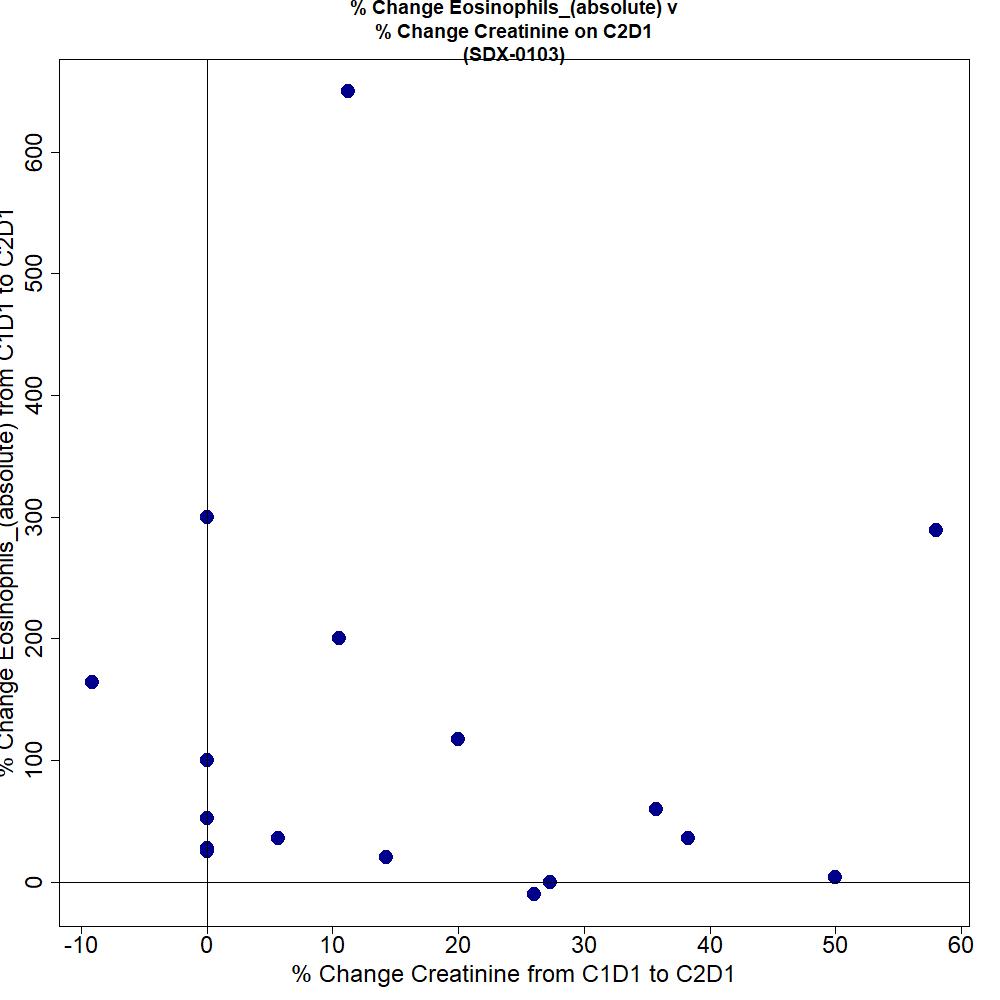 % Change Eosinophils_(absolute) v
% Change Creatinine on C2D1
(SDX-0103)
% Change Eosinophils_(absolute) from C1D1 to C2D1
600
500
400
300
200
100
0
-10 0 10 20 30 40 50 60
% Change Creatinine from C1D1 to C2D1